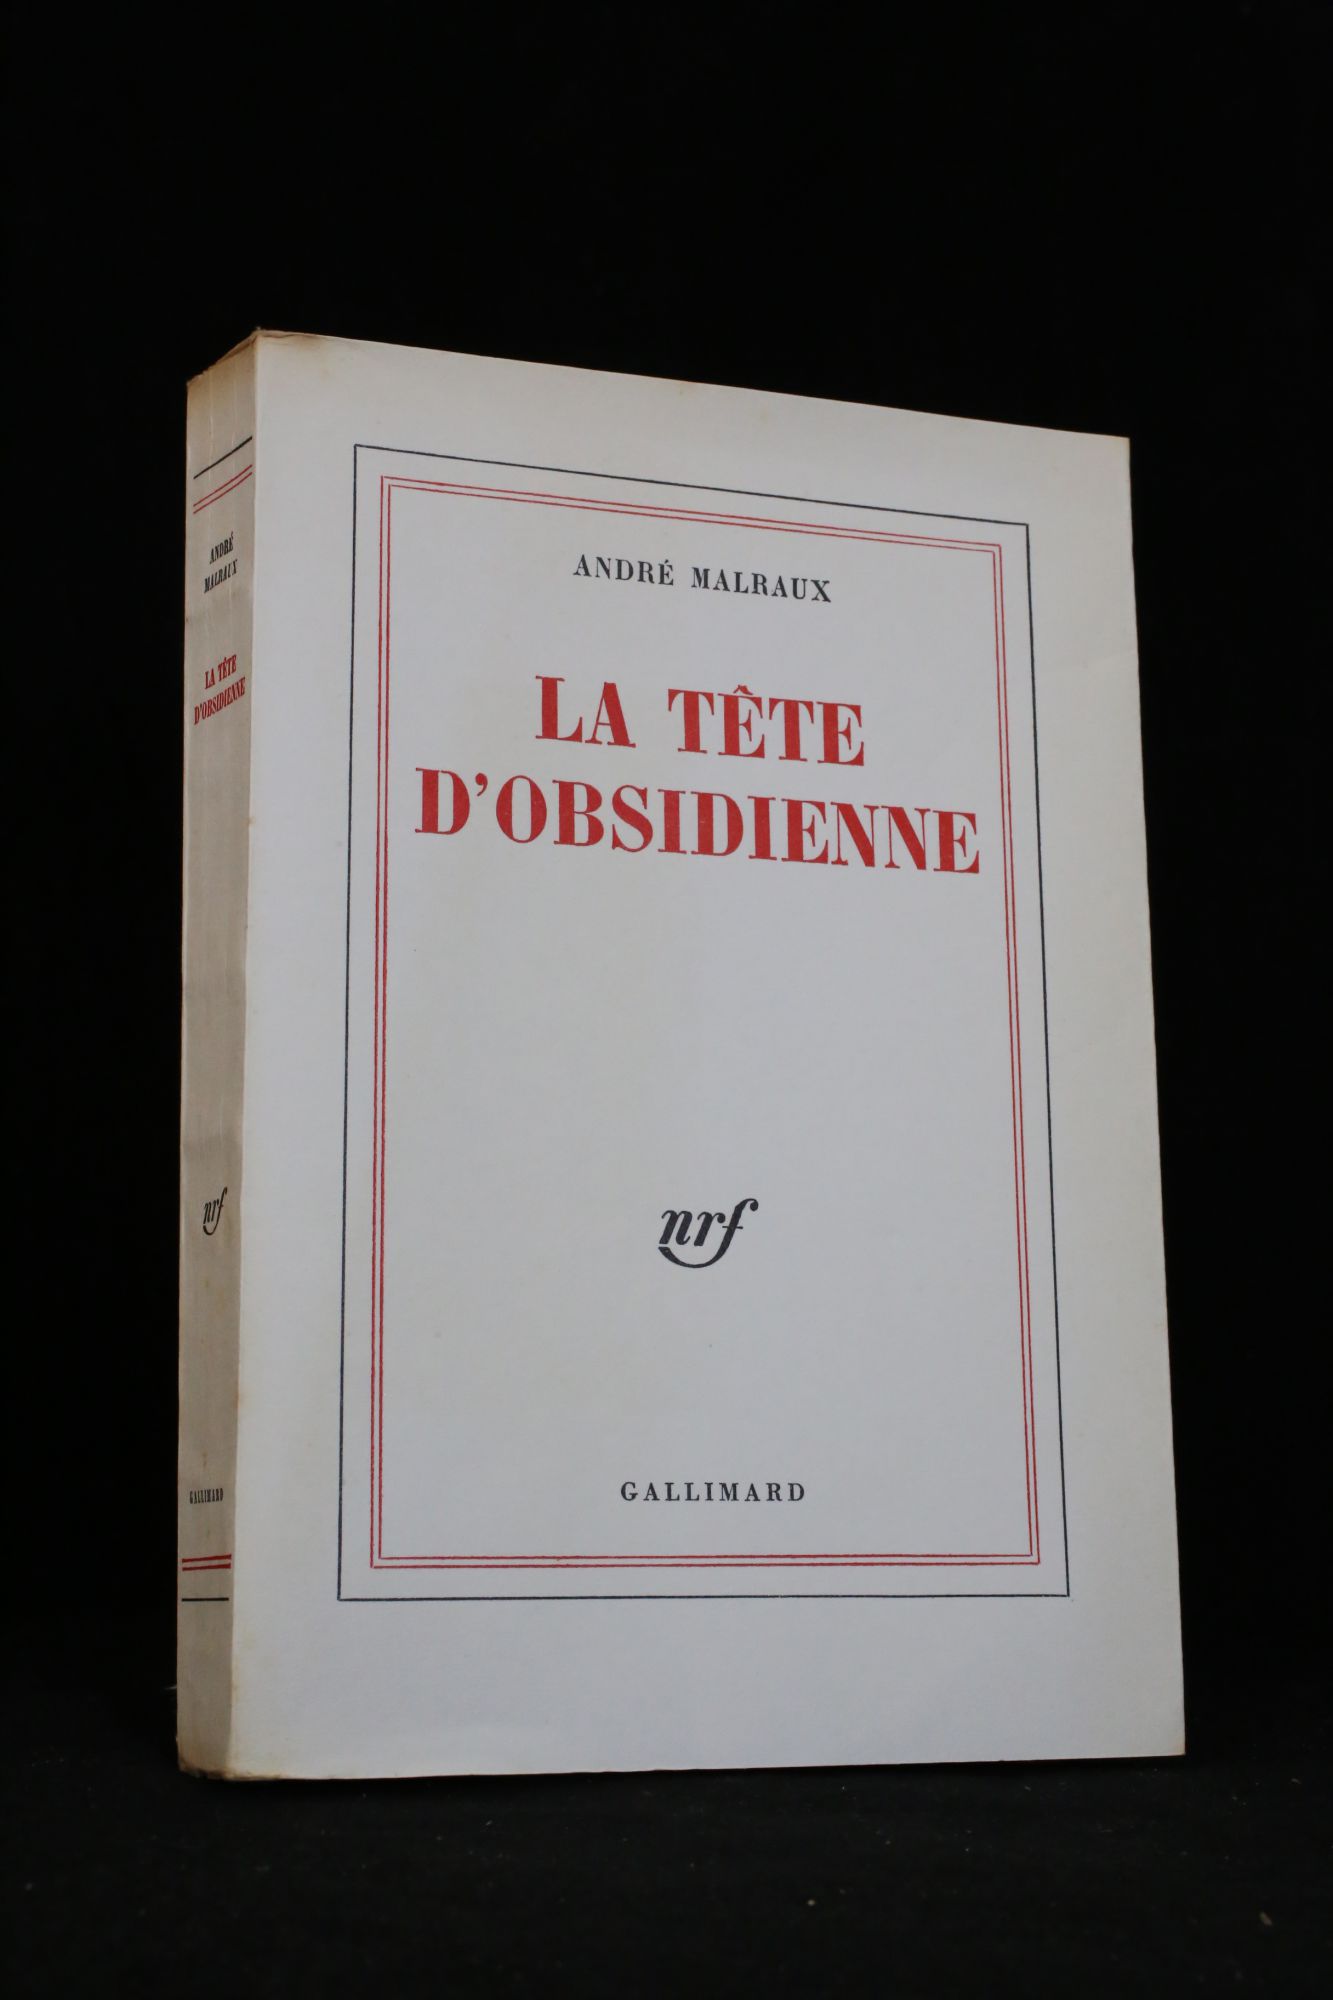 ANDRÉ
MALRAUX
LA TÊTE
D'OBSIDIENNE
nrf
GALLIMARD
ANDRÉ MALRAUX
LA TÊTE
D'OBSIDIENNE
nrf
GALLIMARD